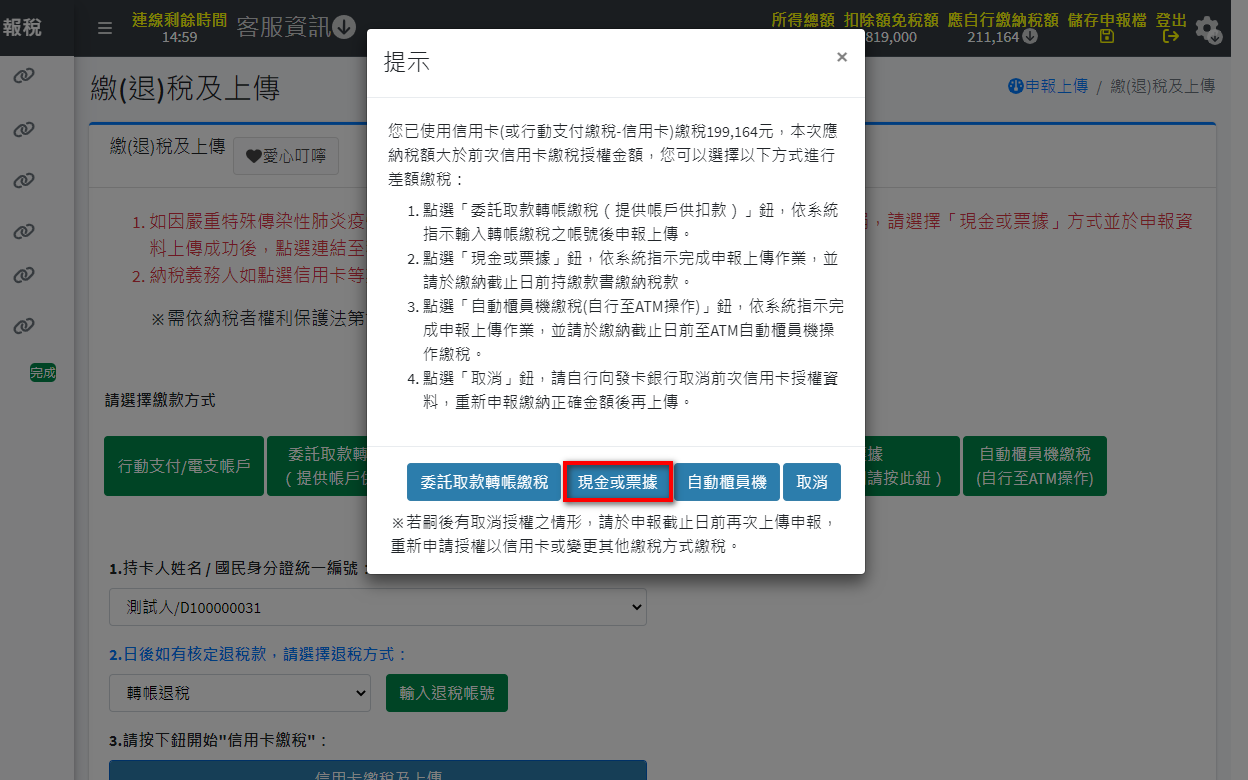 報稅
連線剩餘時間
14:59
客服資訊
所得總額 扣除額免稅額 應自行繳納稅額 儲存申報檔 登出
819,000 211,164
繳(退)稅及上傳
申報上傳 / 繳(退)稅及上傳
繳(退)稅及上傳 愛心叮嚀
1. 如因嚴重特殊傳染性肺炎疫
,請選擇「現金或票據」方式並於申報資
料上傳成功後,點選連結至
2. 納稅義務人如點選信用卡等
※需依納稅者權利保護法第
完成
請選擇繳款方式
行動支付/電支帳戶
委託取款轉
(提供帳戶
據
請按此鈕)
自動櫃員機繳稅
(自行至ATM操作)
提示
×
您已使用信用卡(或行動支付繳稅-信用卡)繳稅199,164元,本次應
納稅額大於前次信用卡繳稅授權金額,您可以選擇以下方式進行
差額繳稅:
1. 點選「委託取款轉帳繳稅(提供帳戶供扣款)」鈕,依系統
指示輸入轉帳繳稅之帳號後申報上傳。
2. 點選「現金或票據」鈕,依系統指示完成申報上傳作業,並
請於繳納截止日前持繳款書繳納稅款。
3. 點選「自動櫃員機繳稅(自行至ATM操作)」鈕,依系統指示完
成申報上傳作業,並請於繳納截止日前至ATM自動櫃員機操
作繳稅。
4. 點選「取消」鈕,請自行向發卡銀行取消前次信用卡授權資
料,重新申報繳納正確金額後再上傳。
委託取款轉帳繳稅 現金或票據 自動櫃員機 取消
※若嗣後有取消授權之情形,請於申報截止日前再次上傳申報,
重新申請授權以信用卡或變更其他繳稅方式繳稅。
1.持卡人姓名 / 國民身分證統一編號:
測試人/D100000031
2.日後如有核定退稅款,請選擇退稅方式:
轉帳退稅 輸入退稅帳號
3.請按下鈕開始"信用卡繳稅":
信用卡繳稅及上傳